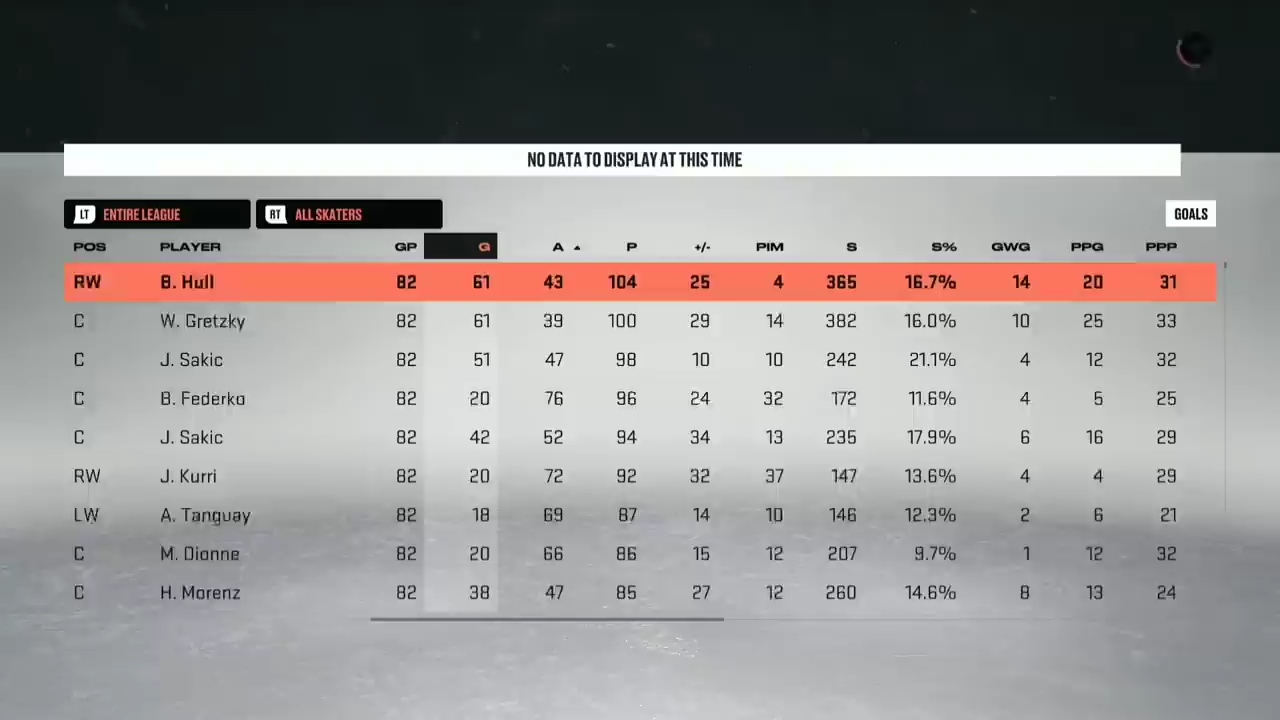 NO DATA TO DISPLAY AT THIS TIME
LT ENTIRE LEAGUE RT ALL SKATERS GOALS
POS PLAYER GP G A P +/- PIM S S% GWG PPG PPP
RW B. Hull 82 61 43 104 25 4 365 16.7% 14 20 31
C W. Gretzky 82 61 39 100 29 14 382 16.0% 10 25 33
C J. Sakic 82 51 47 98 10 10 242 21.1% 4 12 32
C B. Federko 82 20 76 96 24 32 172 11.6% 4 5 25
C J. Sakic 82 42 52 94 34 13 235 17.9% 6 16 29
RW J. Kurri 82 20 72 92 32 37 147 13.6% 4 4 29
LW A. Tanguay 82 18 69 87 14 10 146 12.3% 2 6 21
C M. Dionne 82 20 66 86 15 12 207 9.7% 1 12 32
C H. Morenz 82 38 47 85 27 12 260 14.6% 8 13 24